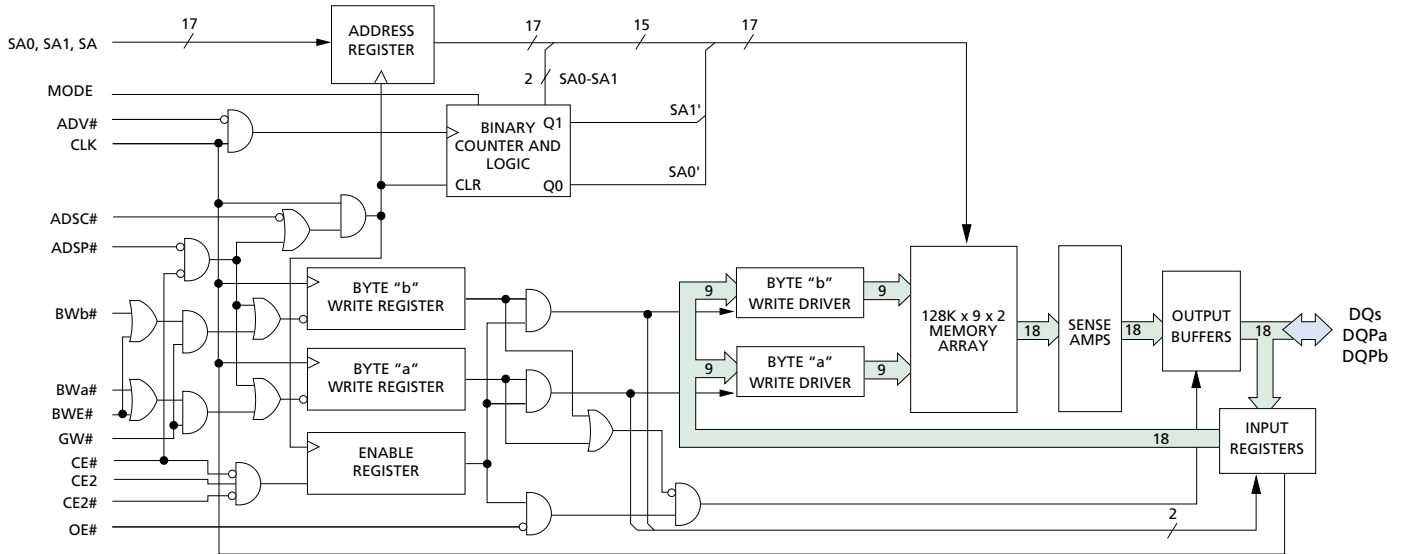 17
SA0, SA1, SA
ADDRESS
REGISTER
17
15
17
2
SA0-SA1
MODE
ADV#
CLK
BINARY
COUNTER AND
LOGIC
Q1
CLR
Q0
SA1'
SA0'
ADSC#
ADSP#
BWb#
BWa#
BWE#
GW#
CE#
CE2
CE2#
OE#
BYTE “b”
WRITE REGISTER
BYTE “a”
WRITE REGISTER
ENABLE
REGISTER
9
BYTE “b”
WRITE DRIVER
9
9
BYTE “a”
WRITE DRIVER
9
128K x 9 x 2
MEMORY
ARRAY
18
SENSE
AMPS
18
OUTPUT
BUFFERS
18
DQs
DQPa
DQPb
18
INPUT
REGISTERS
2